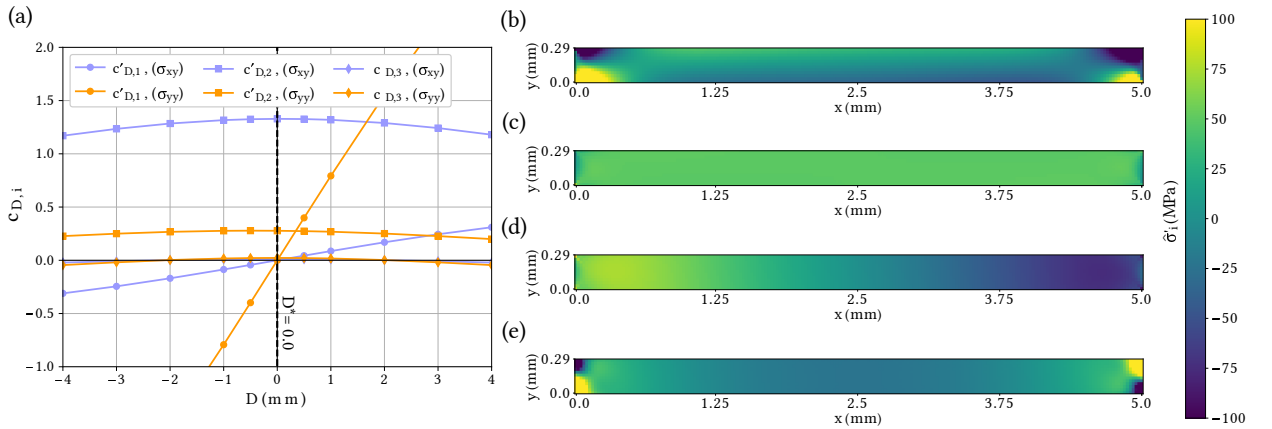 (a)
2.0
1.5
1.0
0.5
0.0
−0.5
−1.0
c D, i
c′D,1 , (σxy)
c′D,2 , (σxy)
c D,3 , (σxy)
c′D,1 , (σyy)
c′D,2 , (σyy)
c D,3 , (σyy)
D* = 0.0
−4 −3 −2 −1 0 1 2 3 4
D (mm)
(b)
0.29
0.0
y (mm)
0.0 1.25 2.5 3.75 5.0
x (mm)
(c)
0.29
0.0
y (mm)
0.0 1.25 2.5 3.75 5.0
x (mm)
(d)
0.29
0.0
y (mm)
0.0 1.25 2.5 3.75 5.0
x (mm)
(e)
0.29
0.0
y (mm)
0.0 1.25 2.5 3.75 5.0
x (mm)
100
75
50
25
0
−25
−50
−75
−100
σ̂′i (MPa)